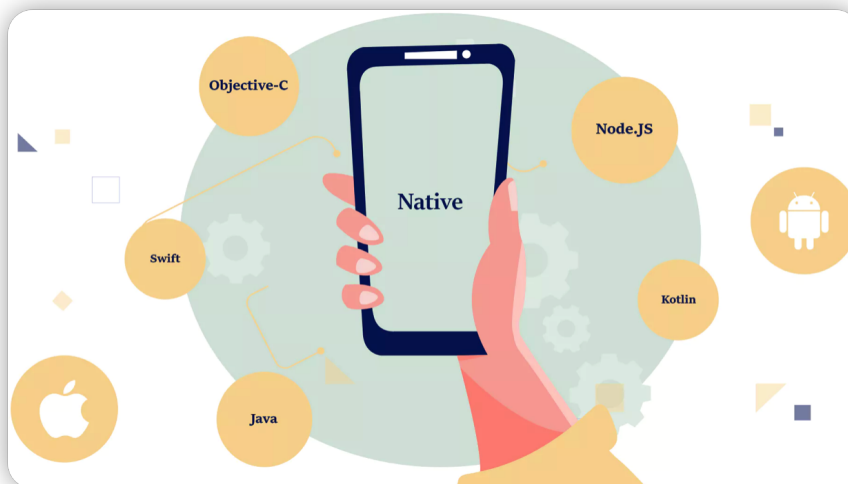 Objective-C
Node.JS
Native
Swift
Kotlin
Java